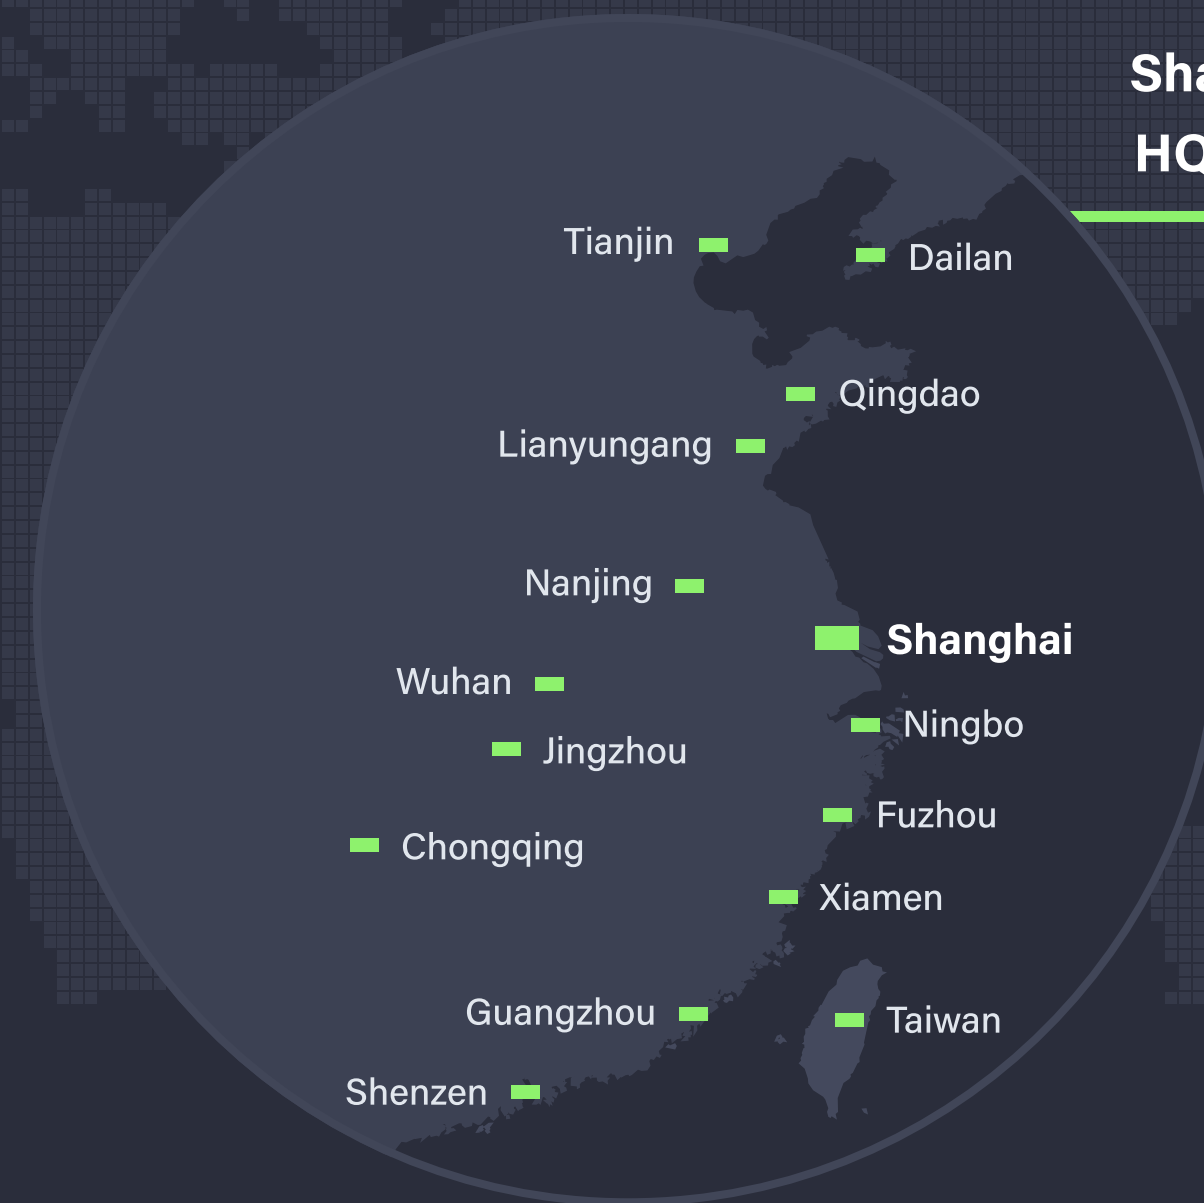 Sha
HQ
Tianjin
Dailan
Qingdao
Lianyungang
Nanjing
Shanghai
Wuhan
Ningbo
Jingzhou
Fuzhou
Chongqing
Xiamen
Guangzhou
Taiwan
Shenzen